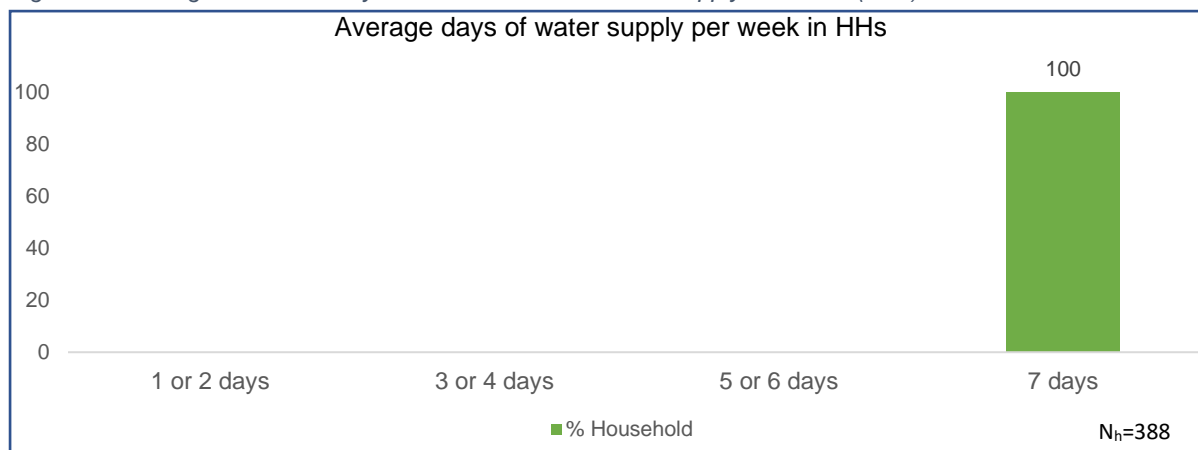 Average days of water supply per week in HHs
100
100
80
60
40
20
0
1 or 2 days
3 or 4 days
5 or 6 days
7 days
% Household
Nₕ=388